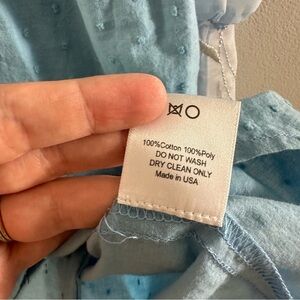 100%Cotton 100%Poly
DO NOT WASH
DRY CLEAN ONLY
Made in USA